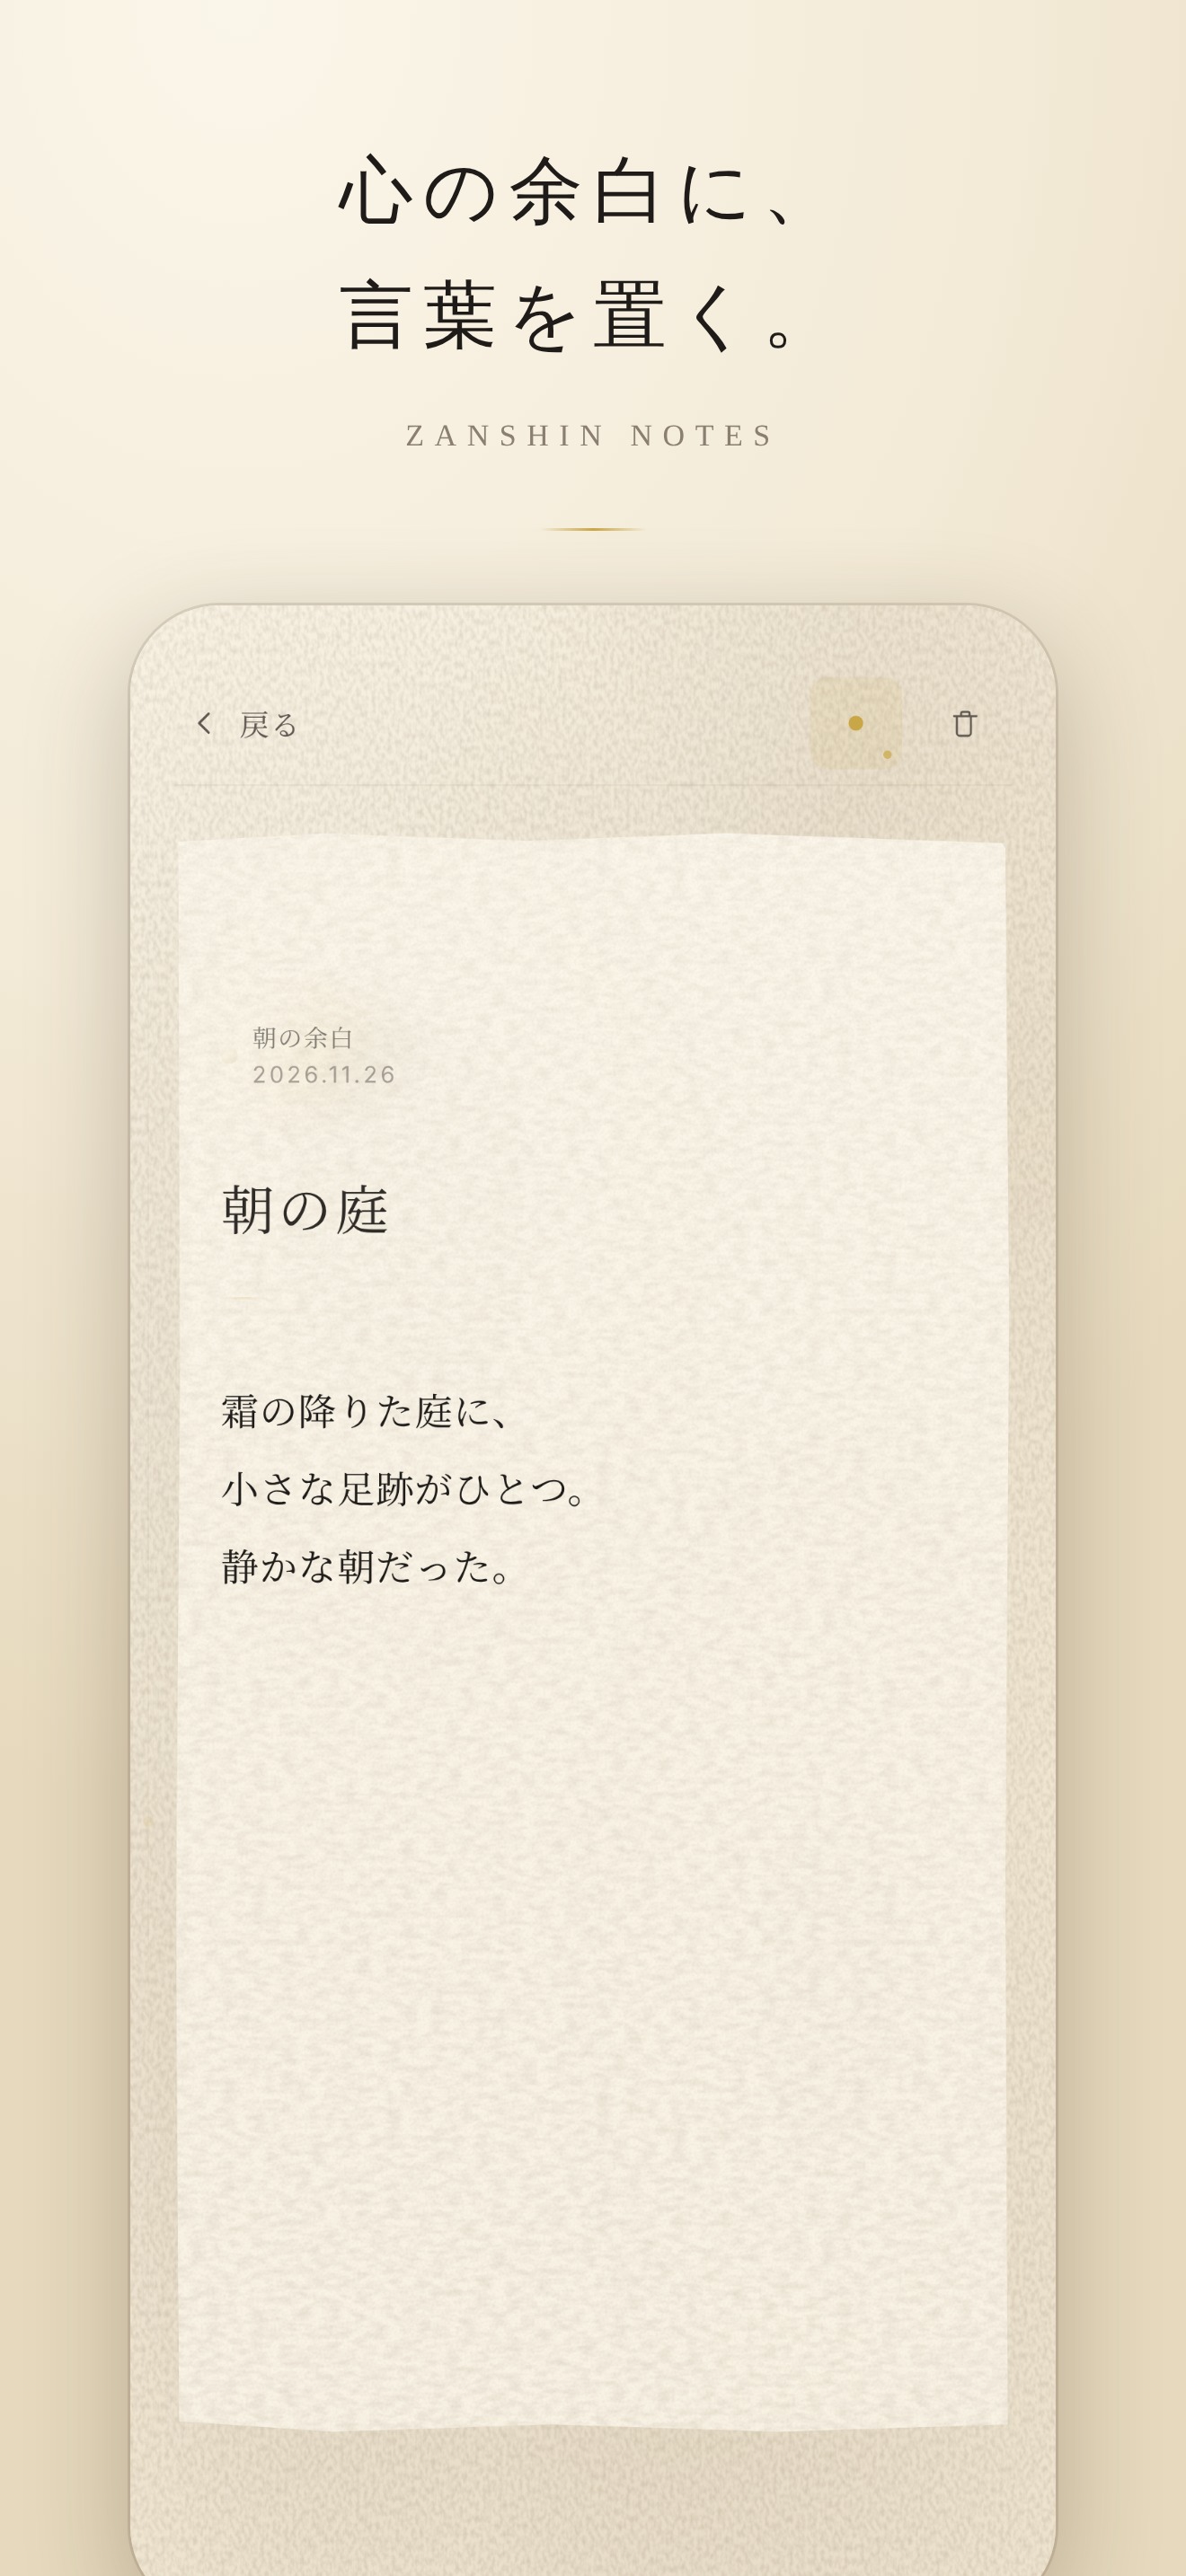 心の余白に、
言葉を置く。
ZANSHIN NOTES
戻る
朝の余白
2026.11.26
朝の庭
霜の降りた庭に、
小さな足跡がひとつ。
静かな朝だった。